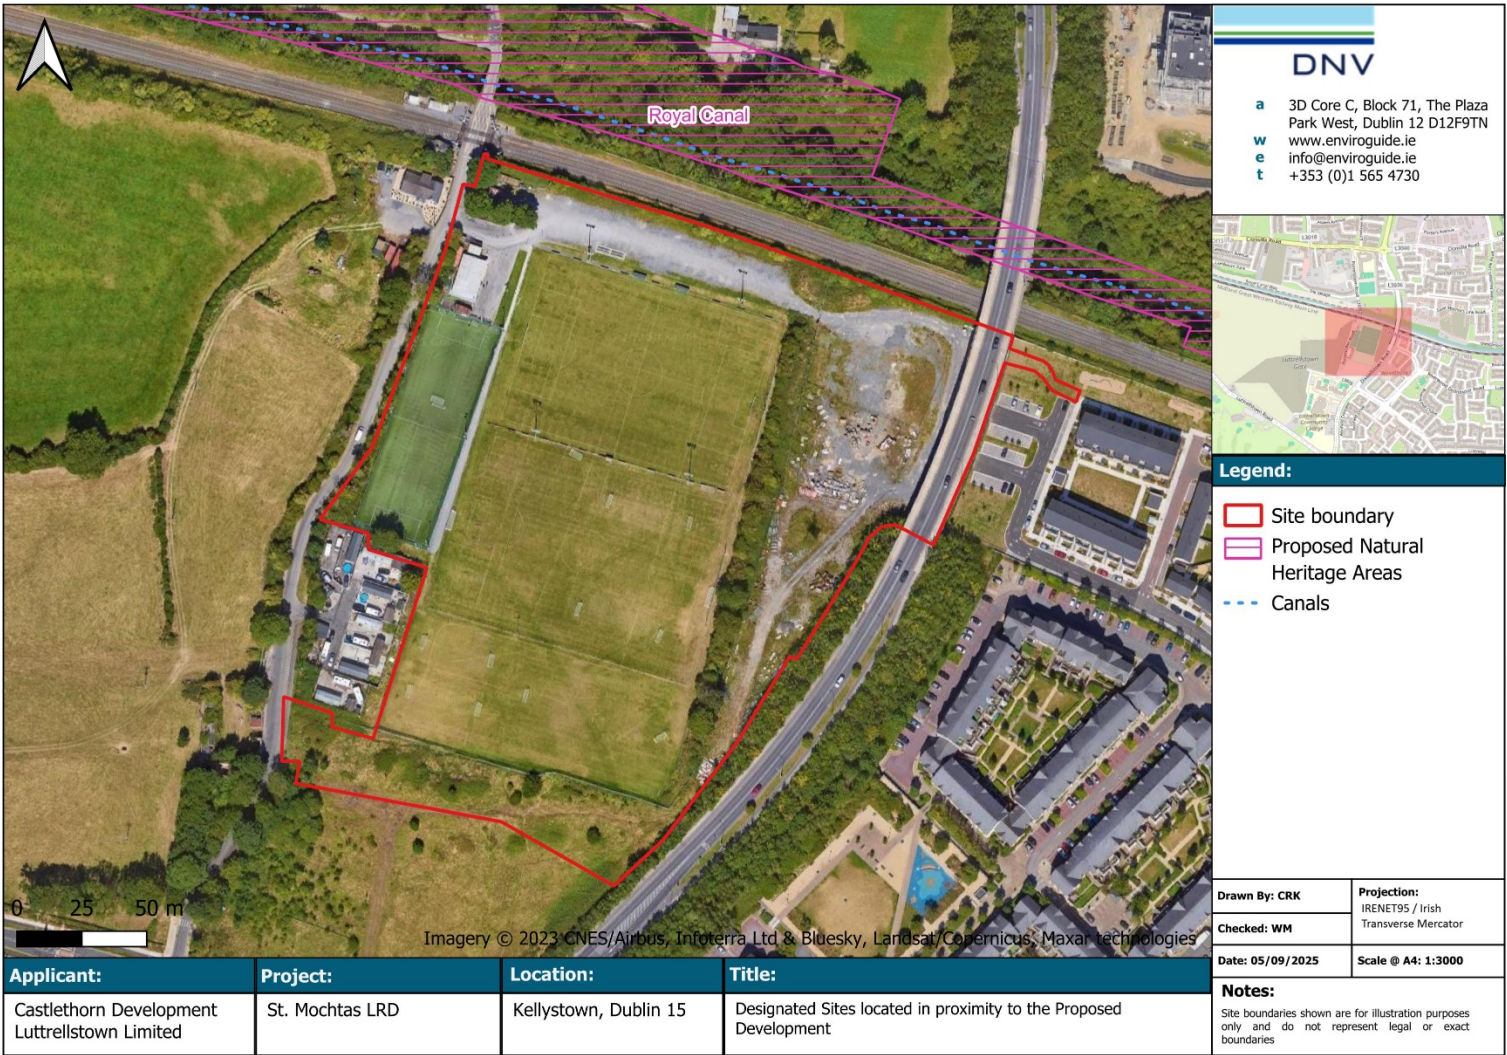 Royal Canal
0 25 50 m
Imagery © 2023 CNES/Airbus, Infoterra Ltd & Bluesky, Landsat/Copernicus, Maxar technologies
DNV
a 3D Core C, Block 71, The Plaza
Park West, Dublin 12 D12F9TN
w www.enviroguide.ie
e info@enviroguide.ie
t +353 (0)1 565 4730
Legend:
Site boundary
Proposed Natural
Heritage Areas
Canals
Drawn By: CRK
Checked: WM
Projection:
IRENET95 / Irish
Transverse Mercator
Date: 05/09/2025
Scale @ A4: 1:3000
Notes:
Site boundaries shown are for illustration purposes
only and do not represent legal or exact
boundaries
Applicant:
Castlethorn Development
Luttrellstown Limited
Project:
St. Mochtas LRD
Location:
Kellystown, Dublin 15
Title:
Designated Sites located in proximity to the Proposed
Development